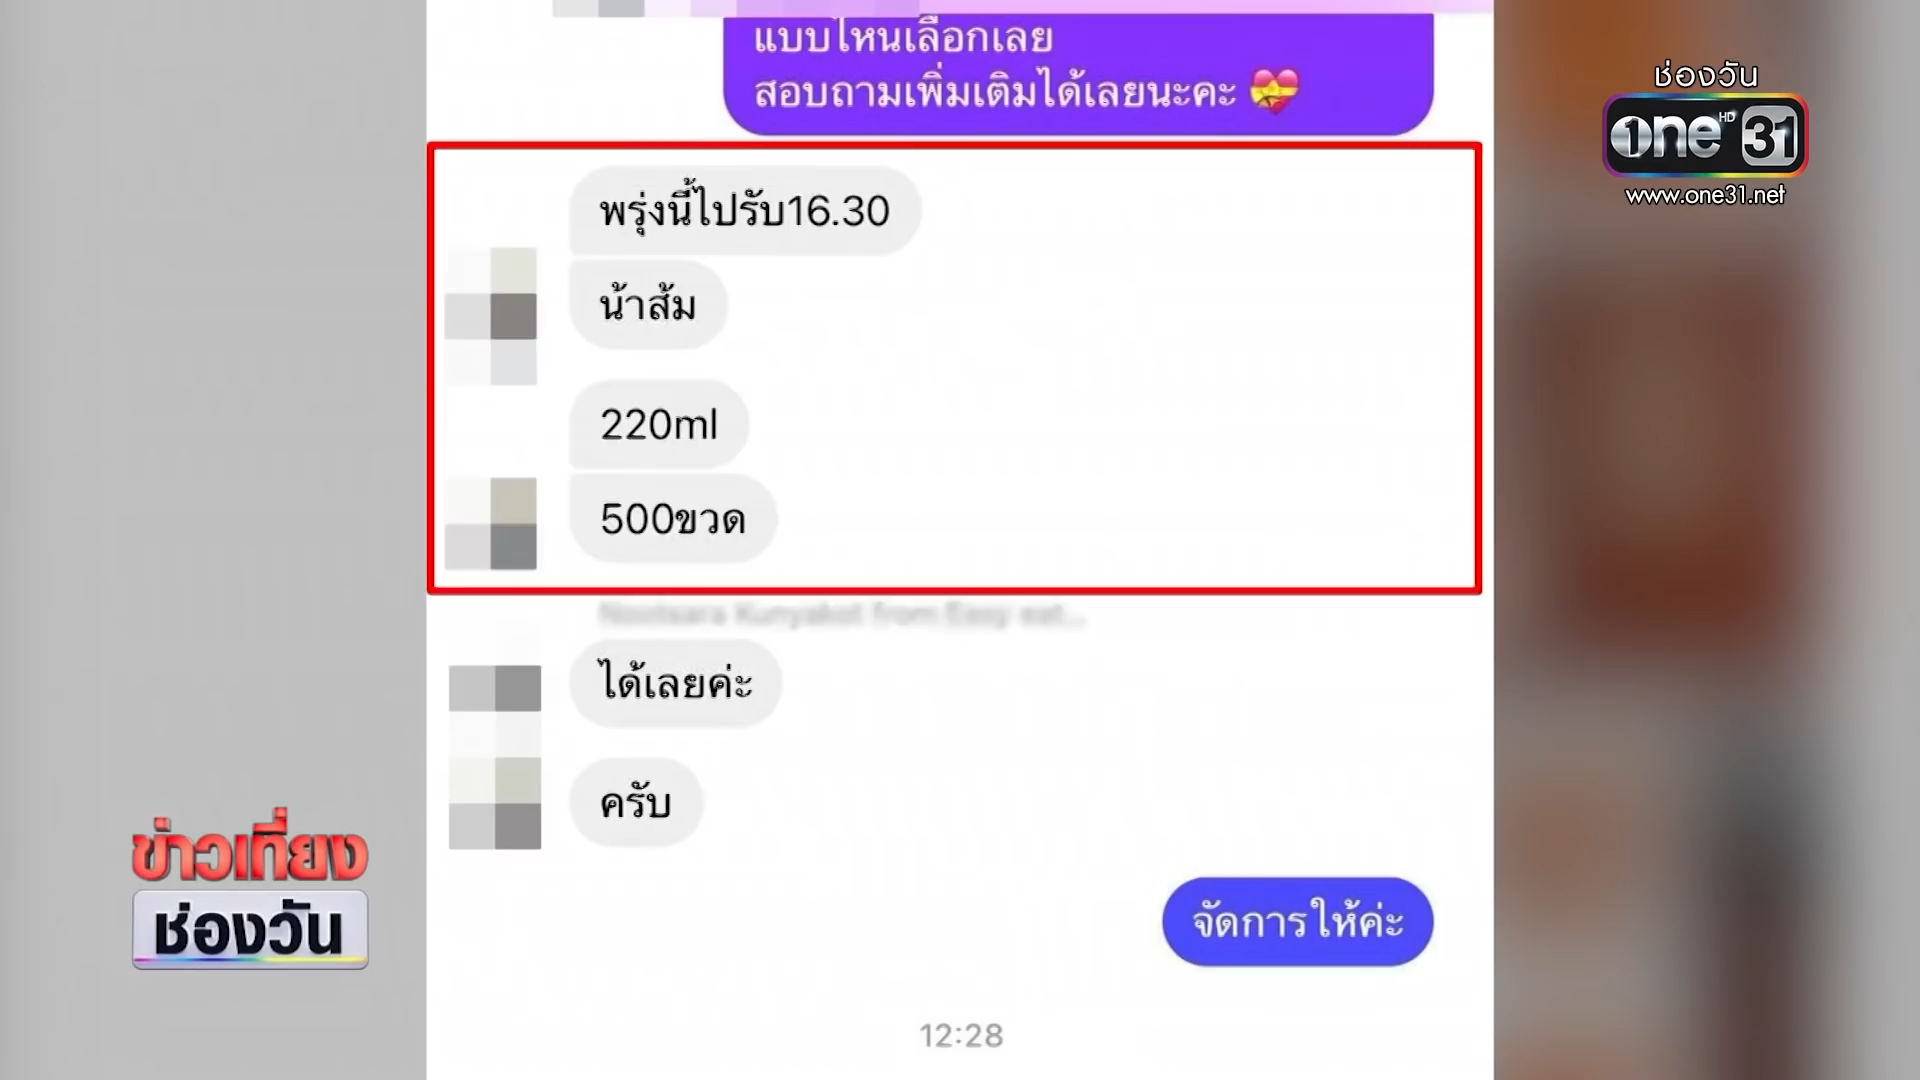 แบบไหนเลือกเลย
สอบถามเพิ่มเติมได้เลยนะคะ 💝
ช่องวัน
one HD 31
www.one31.net
พรุ่งนี้ไปรับ16.30
น้าส้ม
220ml
500ขวด
ได้เลยค่ะ
ครับ
จัดการให้ค่ะ
12:28
ข่าวเที่ยง
ช่องวัน